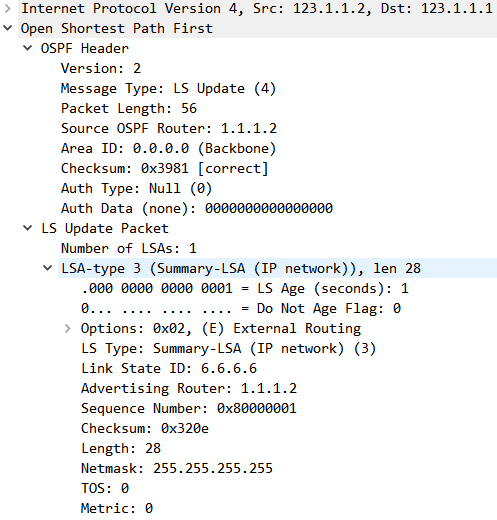 Internet Protocol Version 4, Src: 123.1.1.2, Dst: 123.1.1.1
Open Shortest Path First
OSPF Header
Version: 2
Message Type: LS Update (4)
Packet Length: 56
Source OSPF Router: 1.1.1.2
Area ID: 0.0.0.0 (Backbone)
Checksum: 0x3981 [correct]
Auth Type: Null (0)
Auth Data (none): 0000000000000000
LS Update Packet
Number of LSAs: 1
LSA-type 3 (Summary-LSA (IP network)), len 28
.000 0000 0000 0001 = LS Age (seconds): 1
0... .... .... .... = Do Not Age Flag: 0
Options: 0x02, (E) External Routing
LS Type: Summary-LSA (IP network) (3)
Link State ID: 6.6.6.6
Advertising Router: 1.1.1.2
Sequence Number: 0x80000001
Checksum: 0x320e
Length: 28
Netmask: 255.255.255.255
TOS: 0
Metric: 0